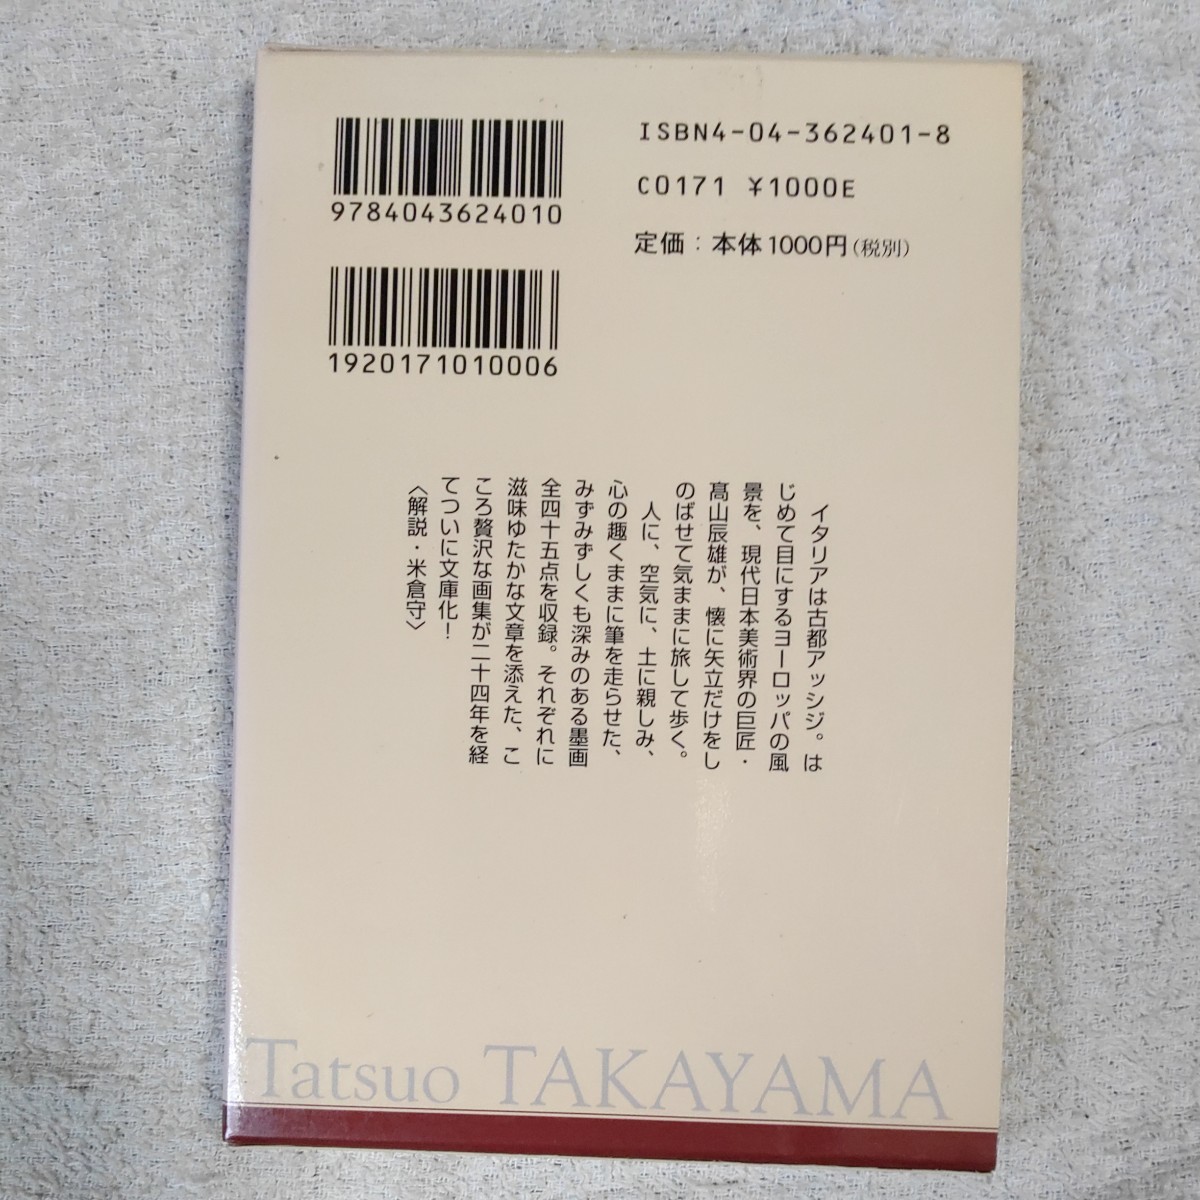 9784043624010
1920171010006
ISBN4-04-362401-8
C0171 ¥1000E
定価：本体1000円（税別）
イタリアは古都アッシジ。は
じめて目にするヨーロッパの風
景を、現代日本美術界の巨匠・
髙山辰雄が、懐に矢立だけをし
のばせて気ままに旅して歩く。
人に、空気に、土に親しみ、
心の趣くままに筆を走らせた、
みずみずしくも深みのある墨画
全四十五点を収録。それぞれに
滋味ゆたかな文章を添えた、こ
ころ贅沢な画集が二十四年を経
てついに文庫化！
〈解説・米倉守〉
Tatsuo TAKAYAMA